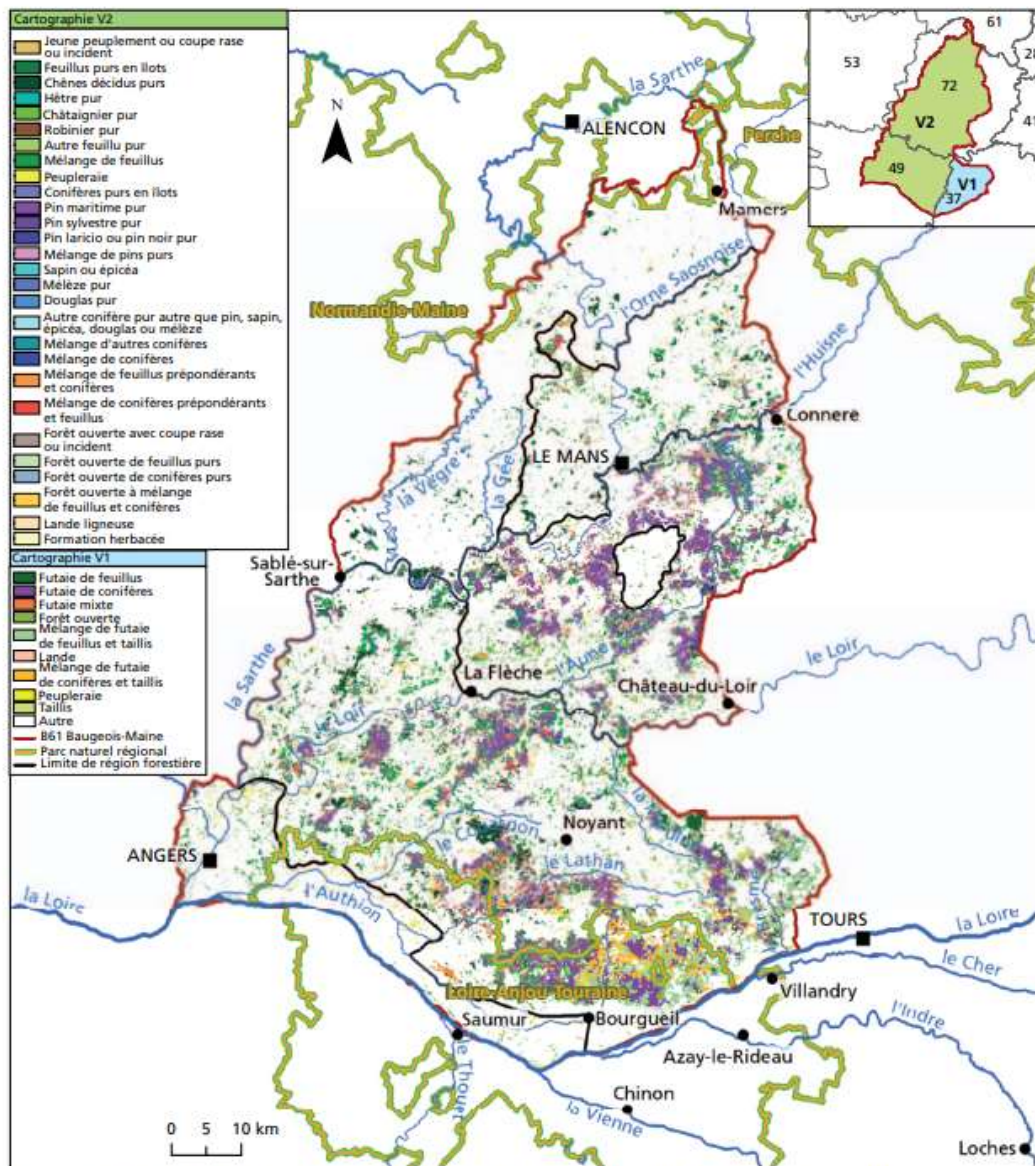 Cartographie V2
Jeune peuplement ou coupe rase
ou incident
Feuillus purs en îlots
Chênes décidus purs
Hêtre pur
Châtaignier pur
Robinier pur
Autre feuillu pur
Mélange de feuillus
Peupleraie
Conifères purs en îlots
Pin maritime pur
Pin sylvestre pur
Pin laricio ou pin noir pur
Mélange de pins purs
Sapin ou épicéa
Mélèze pur
Douglas pur
Autre conifère pur autre que pin, sapin,
épicéa, douglas ou mélèze
Mélange d'autres conifères
Mélange de conifères
Mélange de feuillus prépondérants
et conifères
Mélange de conifères prépondérants
et feuillus
Forêt ouverte avec coupe rase
ou incident
Forêt ouverte de feuillus purs
Forêt ouverte de conifères purs
Forêt ouverte à mélange
de feuillus et conifères
Lande ligneuse
Formation herbacée
Cartographie V1
Futaie de feuillus
Futaie de conifères
Futaie mixte
Forêt ouverte
Mélange de futaie
de feuillus et taillis
Lande
Mélange de futaie
de conifères et taillis
Peupleraie
Taillis
Autre
B61 Baugeois-Maine
Parc naturel régional
Limite de région forestière
N
61
53
28
72
41
V2
49
V1
37
la Sarthe
ALENCON
Perche
Mamers
l'Orne Saosnoise
Normandie-Maine
l'Huisne
Connere
LE MANS
la Vègre
la Gée
Sablé-sur-
Sarthe
la Sarthe
l'Aune
le Loir
La Flèche
Château-du-Loir
le Loir
Noyant
le Lathan
ANGERS
l'Authion
la Loire
TOURS
la Loire
le Cher
Villandry
Loire-Anjou-Touraine
Saumur
Bourgueil
l'Indre
Azay-le-Rideau
le Thouet
Chinon
la Vienne
0 5 10 km
Loches